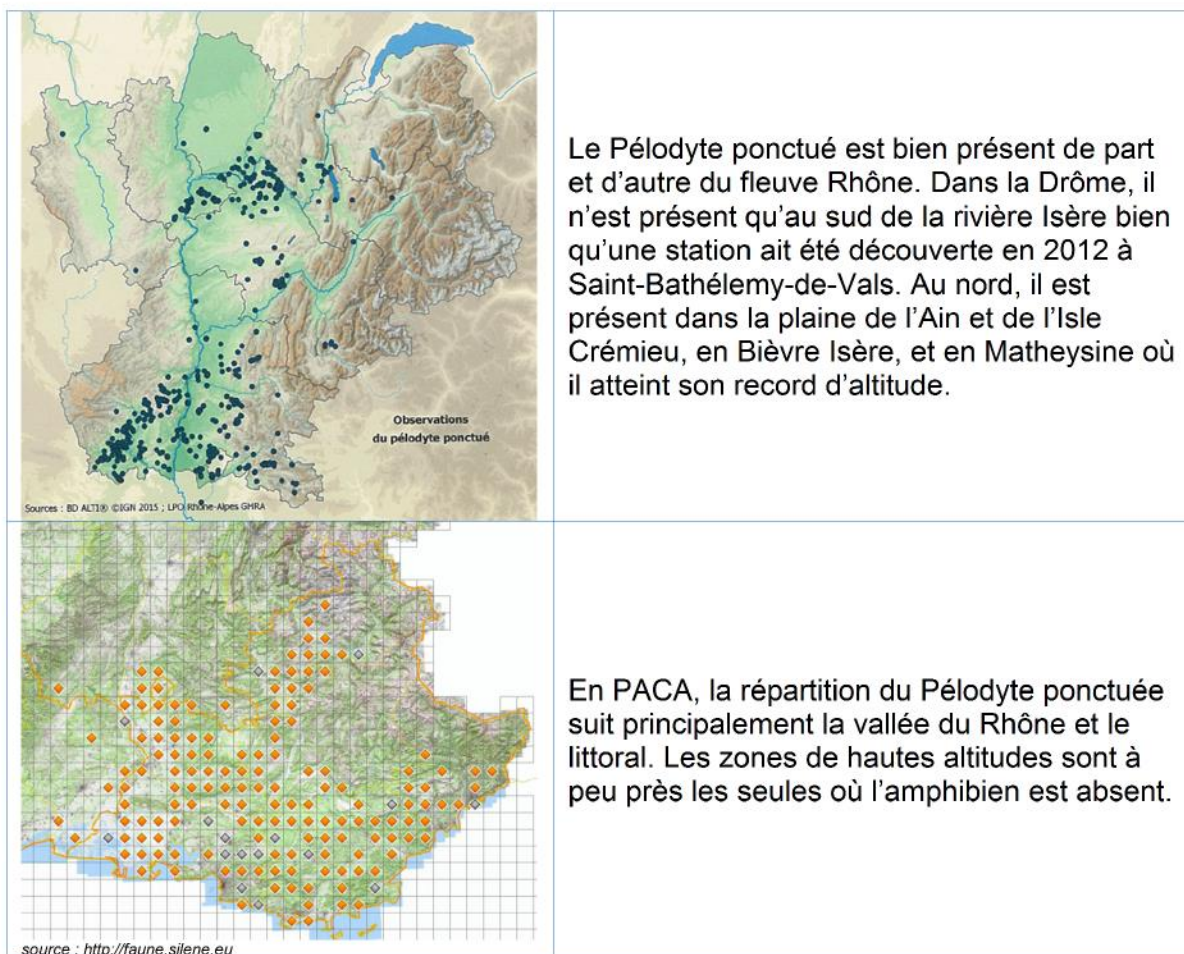 Observations
du pélodyte ponctué
Sources : BD ALTI® ©IGN 2015 ; LPO Rhône-Alpes GHRA
Le Pélodyte ponctué est bien présent de part
et d'autre du fleuve Rhône. Dans la Drôme, il
n'est présent qu'au sud de la rivière Isère bien
qu'une station ait été découverte en 2012 à
Saint-Bathélemy-de-Vals. Au nord, il est
présent dans la plaine de l'Ain et de l'Isle
Crémieu, en Bièvre Isère, et en Matheysine où
il atteint son record d'altitude.
source : http://faune.silene.eu
En PACA, la répartition du Pélodyte ponctuée
suit principalement la vallée du Rhône et le
littoral. Les zones de hautes altitudes sont à
peu près les seules où l'amphibien est absent.